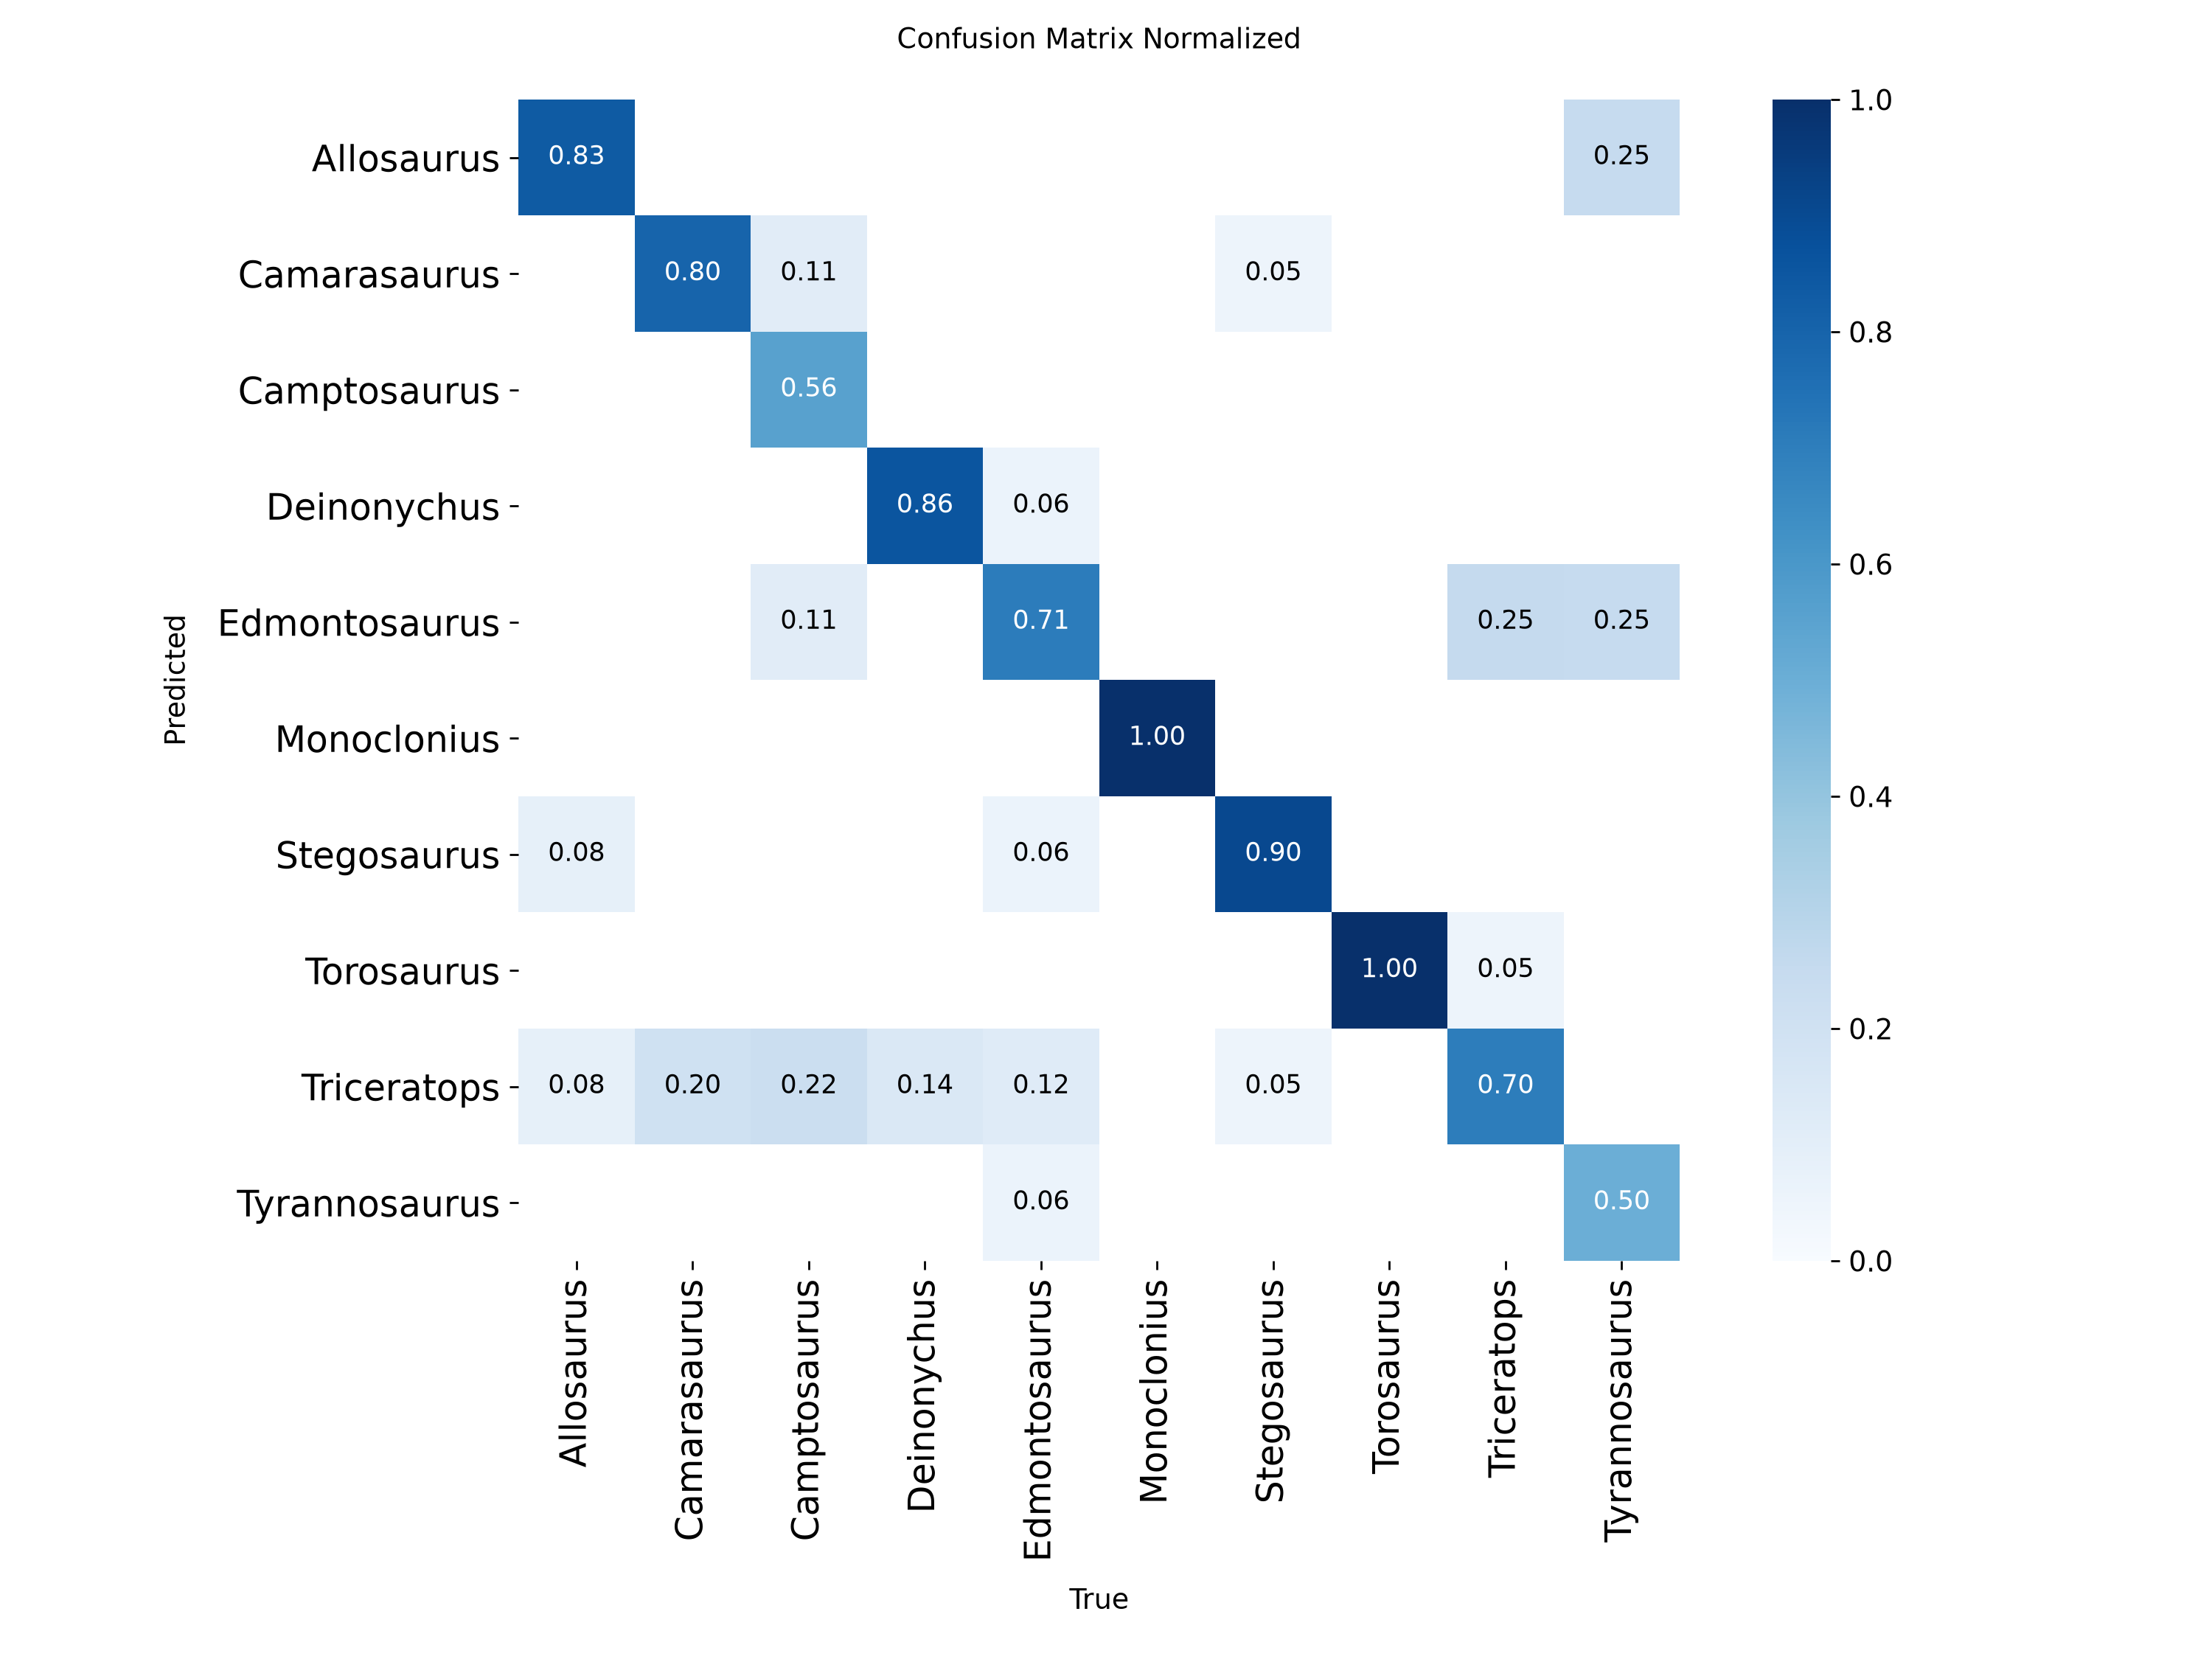 Confusion Matrix Normalized
Allosaurus 0.83 0.25
Camarasaurus 0.80 0.11 0.05
Camptosaurus 0.56
Deinonychus 0.86 0.06
Edmontosaurus 0.11 0.71 0.25 0.25
Monoclonius 1.00
Stegosaurus 0.08 0.06 0.90
Torosaurus 1.00 0.05
Triceratops 0.08 0.20 0.22 0.14 0.12 0.05 0.70
Tyrannosaurus 0.06 0.50
Predicted
Allosaurus
Camarasaurus
Camptosaurus
Deinonychus
Edmontosaurus
Monoclonius
Stegosaurus
Torosaurus
Triceratops
Tyrannosaurus
True
1.0
0.8
0.6
0.4
0.2
0.0